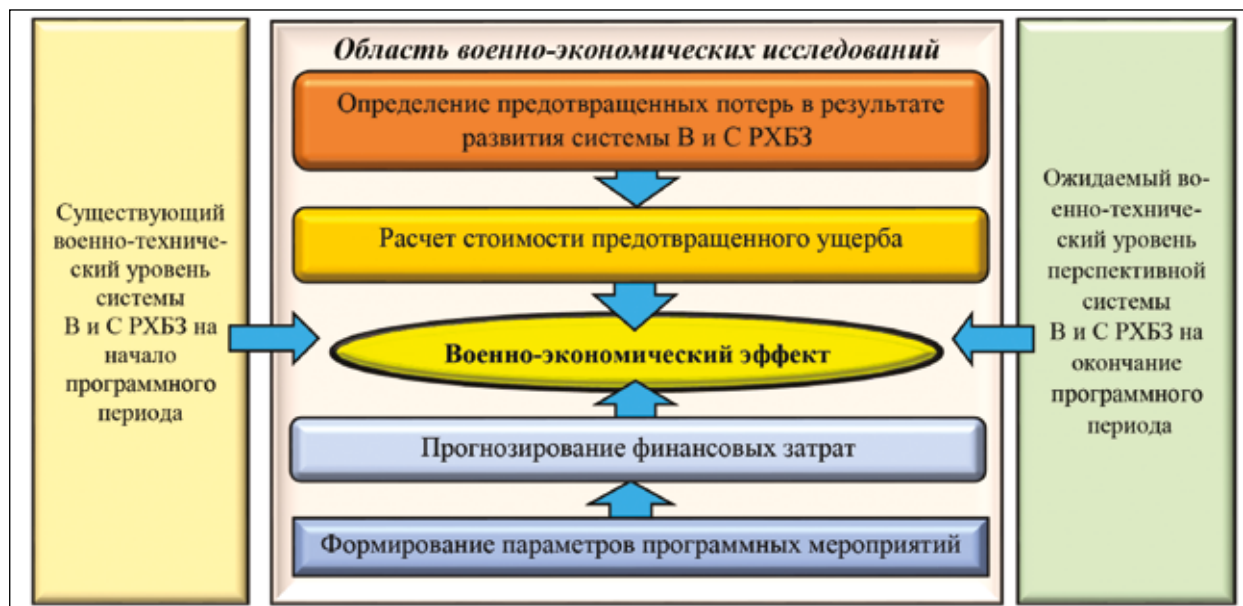 Существующий
военно-техниче-
ский уровень
системы
В и С РХБЗ на
начало
программного
периода
Область военно-экономических исследований
Определение предотвращенных потерь в результате
развития системы В и С РХБЗ
Расчет стоимости предотвращенного ущерба
Военно-экономический эффект
Прогнозирование финансовых затрат
Формирование параметров программных мероприятий
Ожидаемый во-
енно-техниче-
ский уровень
перспективной
системы
В и С РХБЗ на
окончание
программного
периода